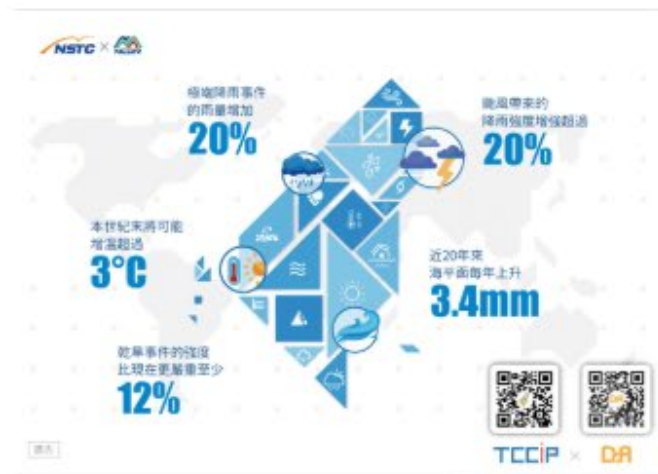 NSTC ×
極端降雨事件
的雨量增加
20%
颱風帶來的
降雨強度增強超過
20%
本世紀末將可能
增溫超過
3°C
近20年來
海平面每年上升
3.4mm
乾旱事件的強度
比現在更嚴重至少
12%
TCCiP × DA